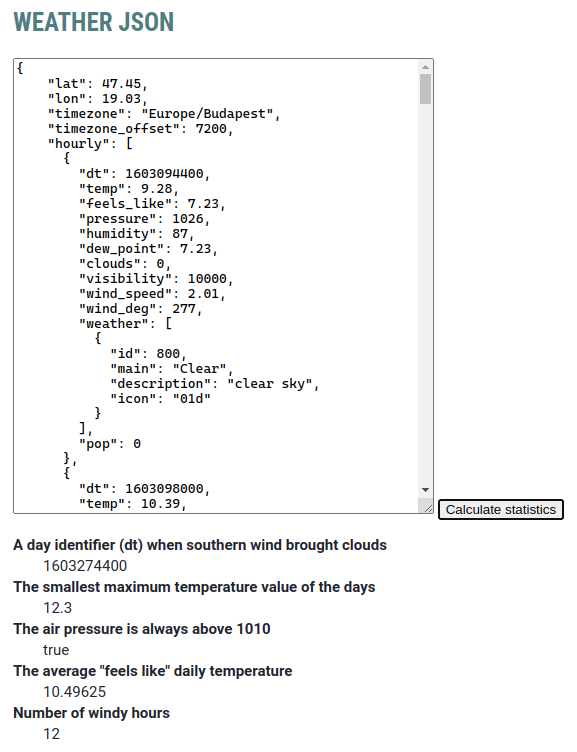 WEATHER JSON
{
    "lat": 47.45,
    "lon": 19.03,
    "timezone": "Europe/Budapest",
    "timezone_offset": 7200,
    "hourly": [
      {
        "dt": 1603094400,
        "temp": 9.28,
        "feels_like": 7.23,
        "pressure": 1026,
        "humidity": 87,
        "dew_point": 7.23,
        "clouds": 0,
        "visibility": 10000,
        "wind_speed": 2.01,
        "wind_deg": 277,
        "weather": [
          {
            "id": 800,
            "main": "Clear",
            "description": "clear sky",
            "icon": "01d"
          }
        ],
        "pop": 0
      },
      {
        "dt": 1603098000,
        "temp": 10.39,
Calculate statistics
A day identifier (dt) when southern wind brought clouds
1603274400
The smallest maximum temperature value of the days
12.3
The air pressure is always above 1010
true
The average "feels like" daily temperature
10.49625
Number of windy hours
12